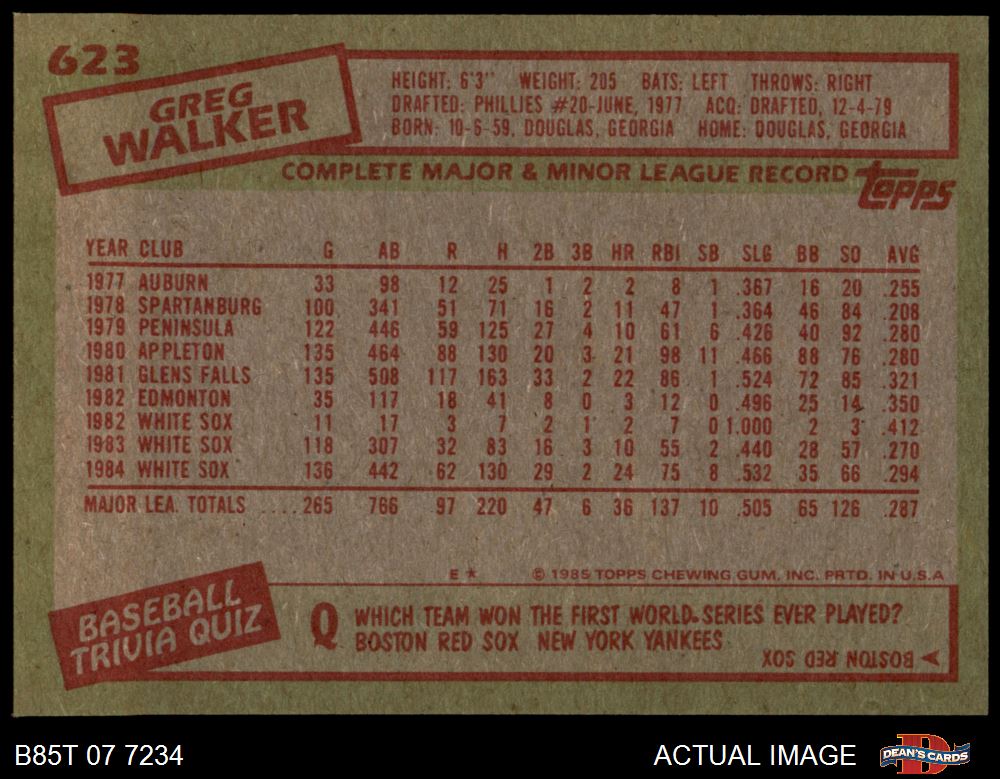 623
GREG
WALKER
HEIGHT: 6'3" WEIGHT: 205 BATS: LEFT THROWS: RIGHT
DRAFTED: PHILLIES #20-JUNE, 1977 ACQ: DRAFTED, 12-4-79
BORN: 10-6-59, DOUGLAS, GEORGIA HOME: DOUGLAS, GEORGIA
COMPLETE MAJOR & MINOR LEAGUE RECORD topps
YEAR CLUB G AB R H 2B 3B HR RBI SB SLG BB SO AVG
1977 AUBURN 33 98 12 25 1 2 2 8 1 .367 16 20 .255
1978 SPARTANBURG 100 341 51 71 16 2 11 47 1 .364 46 84 .208
1979 PENINSULA 122 446 59 125 27 4 10 61 6 .426 40 92 .280
1980 APPLETON 135 464 88 130 20 3 21 98 11 .466 88 76 .280
1981 GLENS FALLS 135 508 117 163 33 2 22 86 1 .524 72 85 .321
1982 EDMONTON 35 117 18 41 8 0 3 12 0 .496 25 14 .350
1982 WHITE SOX 11 17 3 7 2 1 2 7 0 1.000 2 3 .412
1983 WHITE SOX 118 307 32 83 16 3 10 55 2 .440 28 57 .270
1984 WHITE SOX 136 442 62 130 29 2 24 75 8 .532 35 66 .294
MAJOR LEA. TOTALS ....265 766 97 220 47 6 36 137 10 .505 65 126 .287
E * © 1985 TOPPS CHEWING GUM, INC. PRTD. IN U.S.A
BASEBALL
TRIVIA QUIZ
Q WHICH TEAM WON THE FIRST WORLD SERIES EVER PLAYED?
BOSTON RED SOX NEW YORK YANKEES
BOSTON RED SOX
B85T 07 7234 ACTUAL IMAGE DEAN'S CARDS